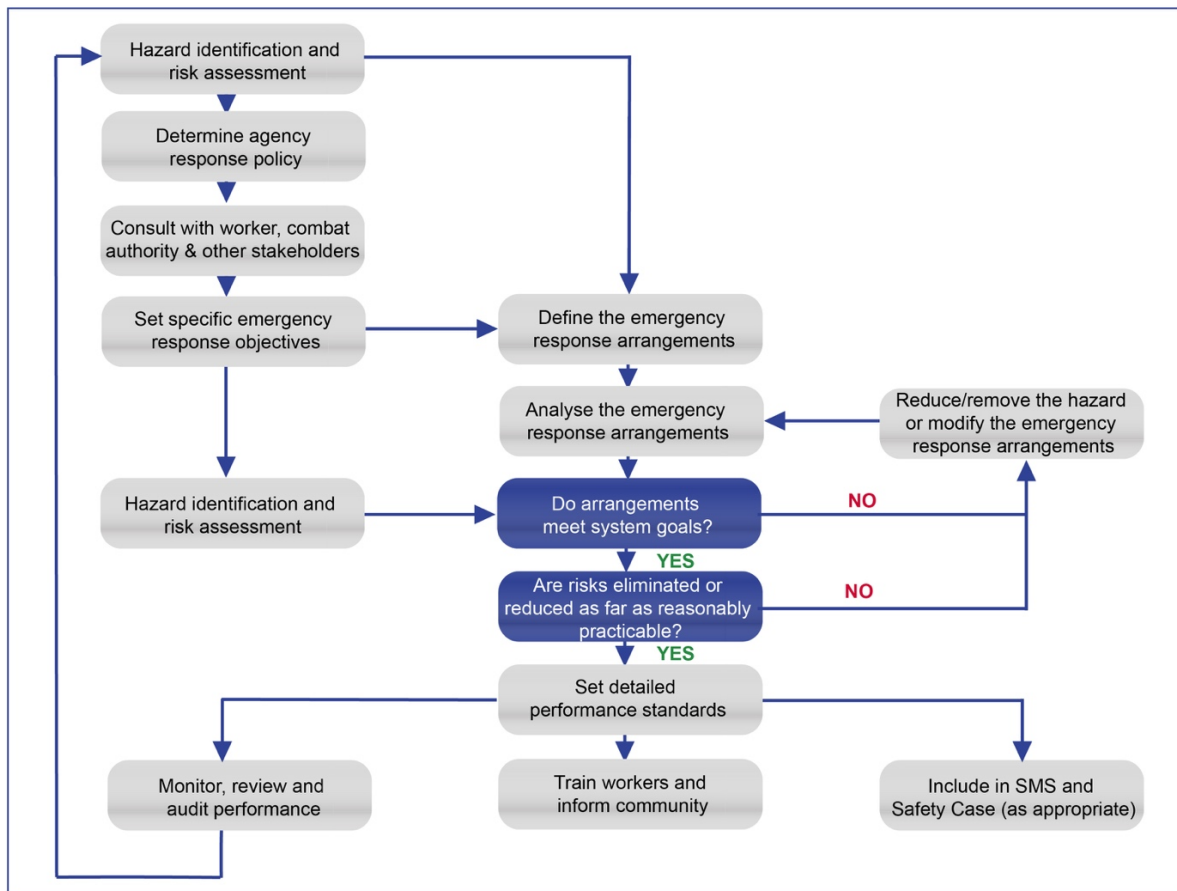 Hazard identification and
risk assessment
Determine agency
response policy
Consult with worker, combat
authority & other stakeholders
Set specific emergency
response objectives
Define the emergency
response arrangements
Analyse the emergency
response arrangements
Reduce/remove the hazard
or modify the emergency
response arrangements
Hazard identification and
risk assessment
Do arrangements
meet system goals?
NO
YES
Are risks eliminated or
reduced as far as reasonably
practicable?
NO
YES
Set detailed
performance standards
Monitor, review and
audit performance
Train workers and
inform community
Include in SMS and
Safety Case (as appropriate)